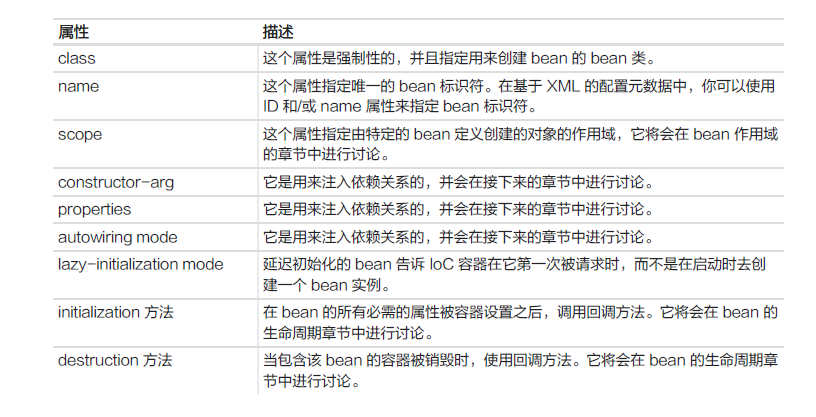 属性 描述
class 这个属性是强制性的，并且指定用来创建 bean 的 bean 类。
name 这个属性指定唯一的 bean 标识符。在基于 XML 的配置元数据中，你可以使用
ID 和/或 name 属性来指定 bean 标识符。
scope 这个属性指定由特定的 bean 定义创建的对象的作用域，它将会在 bean 作用域
的章节中进行讨论。
constructor-arg 它是用来注入依赖关系的，并会在接下来的章节中进行讨论。
properties 它是用来注入依赖关系的，并会在接下来的章节中进行讨论。
autowiring mode 它是用来注入依赖关系的，并会在接下来的章节中进行讨论。
lazy-initialization mode 延迟初始化的 bean 告诉 IoC 容器在它第一次被请求时，而不是在启动时去创
建一个 bean 实例。
initialization 方法 在 bean 的所有必需的属性被容器设置之后，调用回调方法。它将会在 bean 的
生命周期章节中进行讨论。
destruction 方法 当包含该 bean 的容器被销毁时，使用回调方法。它将会在 bean 的生命周期章
节中进行讨论。